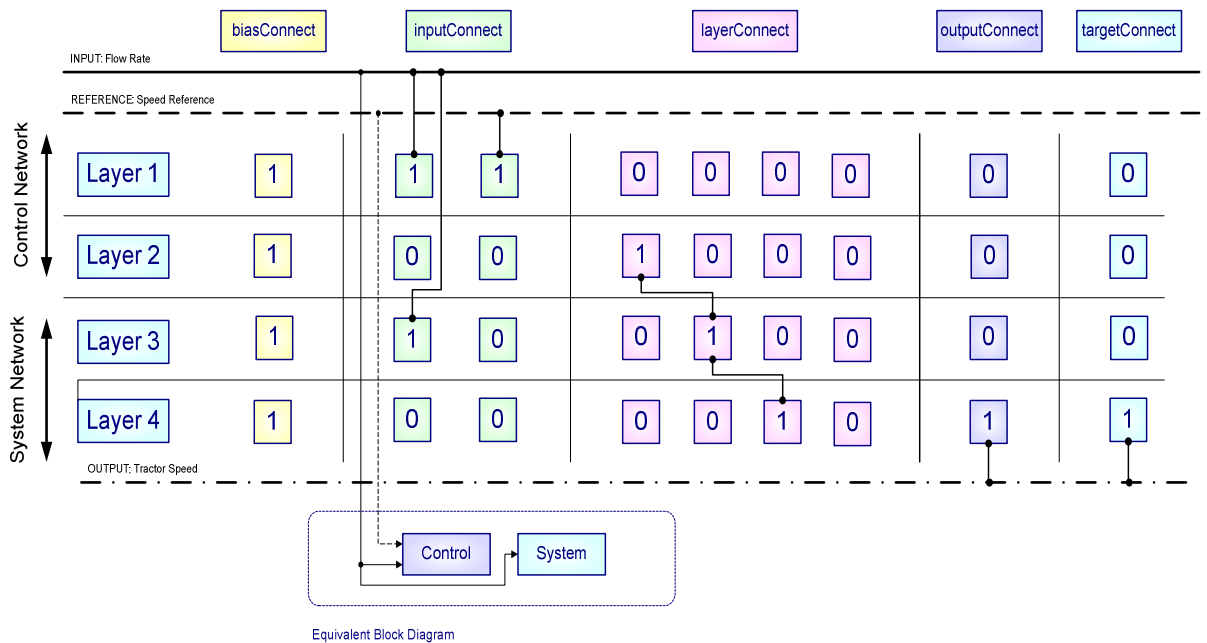 biasConnect inputConnect layerConnect outputConnect targetConnect
INPUT: Flow Rate
REFERENCE: Speed Reference
Control Network
Layer 1 1 1 1 0 0 0 0 0 0
Layer 2 1 0 0 1 0 0 0 0 0
System Network
Layer 3 1 1 0 0 1 0 0 0 0
Layer 4 1 0 0 0 0 1 0 1 1
OUTPUT: Tractor Speed
Control System
Equivalent Block Diagram